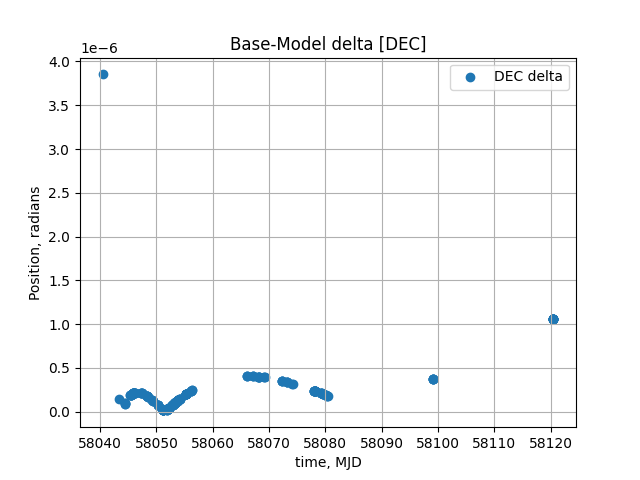 Base-Model delta [DEC]
1e−6
DEC delta
4.0
3.5
3.0
2.5
2.0
1.5
1.0
0.5
0.0
Position, radians
58040 58050 58060 58070 58080 58090 58100 58110 58120
time, MJD